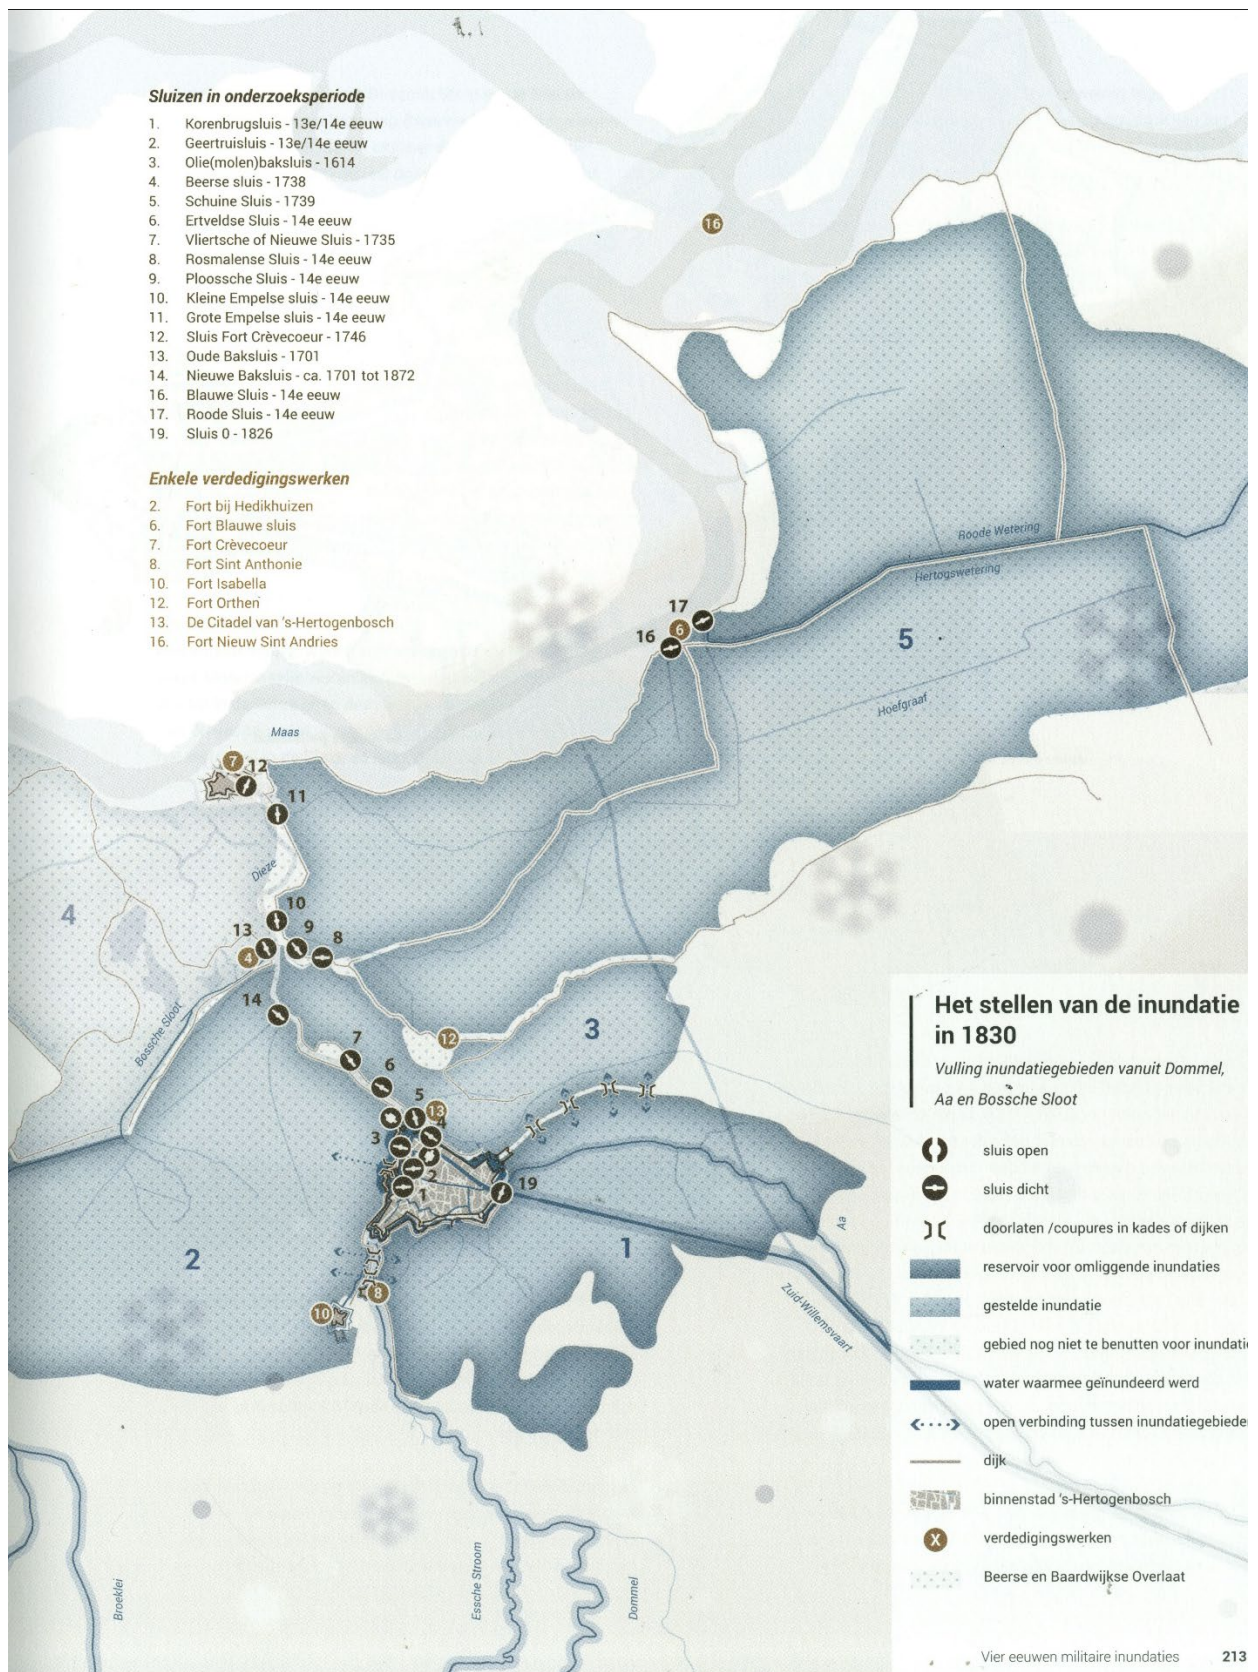 Sluizen in onderzoeksperiode
1. Korenbrugsluis - 13e/14e eeuw
2. Geertruisluis - 13e/14e eeuw
3. Olie(molen)baksluis - 1614
4. Beerse sluis - 1738
5. Schuine Sluis - 1739
6. Ertveldse Sluis - 14e eeuw
7. Vliertsche of Nieuwe Sluis - 1735
8. Rosmalense Sluis - 14e eeuw
9. Ploossche Sluis - 14e eeuw
10. Kleine Empelse sluis - 14e eeuw
11. Grote Empelse sluis - 14e eeuw
12. Sluis Fort Crèvecoeur - 1746
13. Oude Baksluis - 1701
14. Nieuwe Baksluis - ca. 1701 tot 1872
16. Blauwe Sluis - 14e eeuw
17. Roode Sluis - 14e eeuw
19. Sluis 0 - 1826
Enkele verdedigingswerken
2. Fort bij Hedikhuizen
6. Fort Blauwe sluis
7. Fort Crèvecoeur
8. Fort Sint Anthonie
10. Fort Isabella
12. Fort Orthen
13. De Citadel van 's-Hertogenbosch
16. Fort Nieuw Sint Andries
16
Roode Wetering
Hertogswetering
17
6
16
5
Hoefgraaf
Maas
7
12
11
Dieze
4
10
13
9
8
4
14
Bossche Sloot
12
3
7
6
5
13
4
3
2
1
19
1
2
Aa
8
10
Zuid-Willemsvaart
Broeklei
Essche Stroom
Dommel
Het stellen van de inundatie
in 1830
Vulling inundatiegebieden vanuit Dommel,
Aa en Bossche Sloot
sluis open
sluis dicht
doorlaten /coupures in kades of dijken
reservoir voor omliggende inundaties
gestelde inundatie
gebied nog niet te benutten voor inundatie
water waarmee geïnundeerd werd
open verbinding tussen inundatiegebieden
dijk
binnenstad 's-Hertogenbosch
X
verdedigingswerken
Beerse en Baardwijkse Overlaat
Vier eeuwen militaire inundaties 213